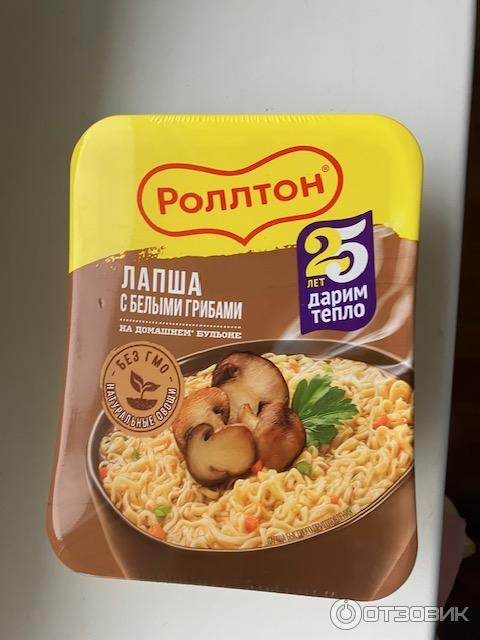 Роллтон®
25
ЛЕТ
ДАРИМ
ТЕПЛО
ЛАПША
С БЕЛЫМИ ГРИБАМИ
НА ДОМАШНЕМ* БУЛЬОНЕ
БЕЗ ГМО
НАТУРАЛЬНЫЕ ОВОЩИ
ОТЗОВИК